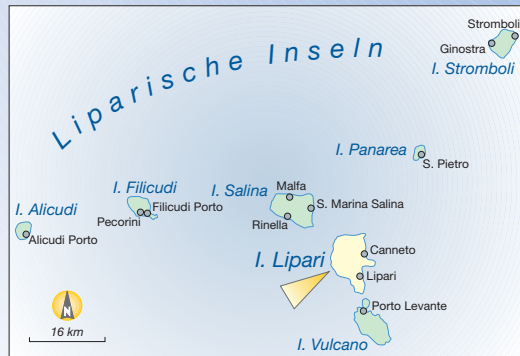 Stromboli
Ginostra
I. Stromboli
Liparische Inseln
I. Panarea
S. Pietro
I. Filicudi
I. Salina
Malfa
I. Alicudi
Filicudi Porto
Pecorini
S. Marina Salina
Rinella
Alicudi Porto
I. Lipari
Canneto
Lipari
N
Porto Levante
16 km
I. Vulcano